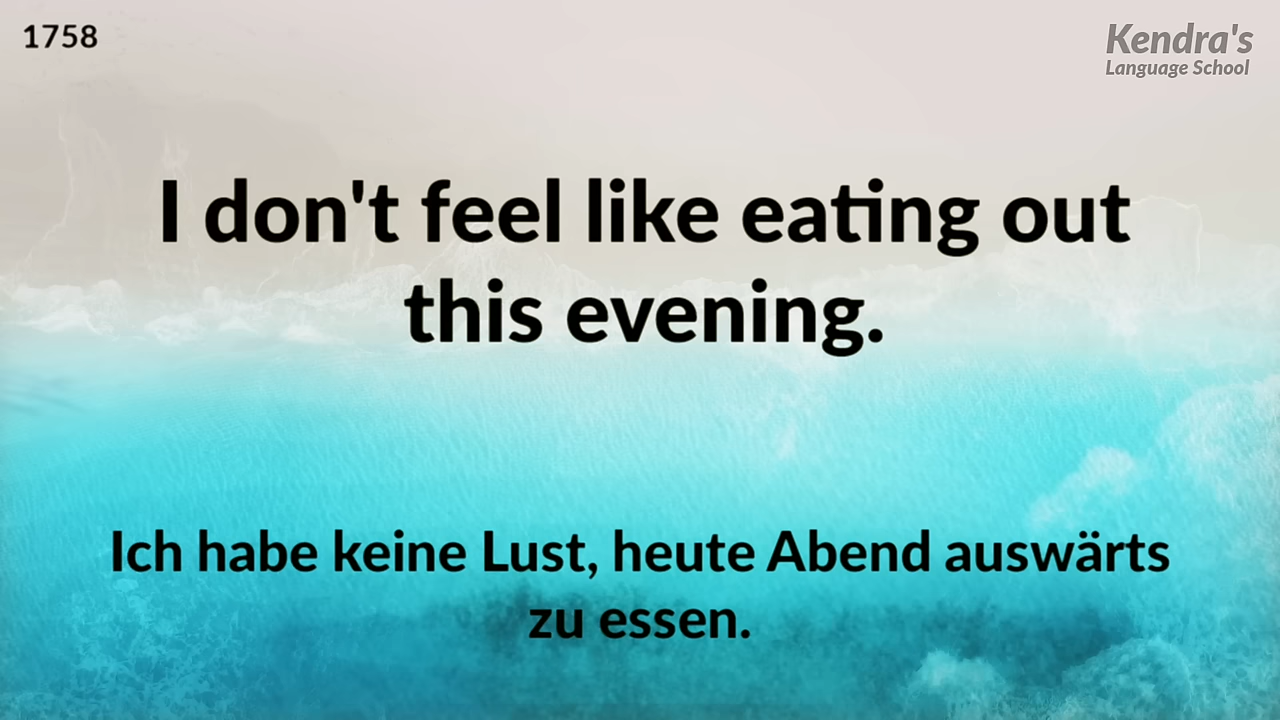 1758
Kendra's
Language School
I don't feel like eating out
this evening.
Ich habe keine Lust, heute Abend auswärts
zu essen.